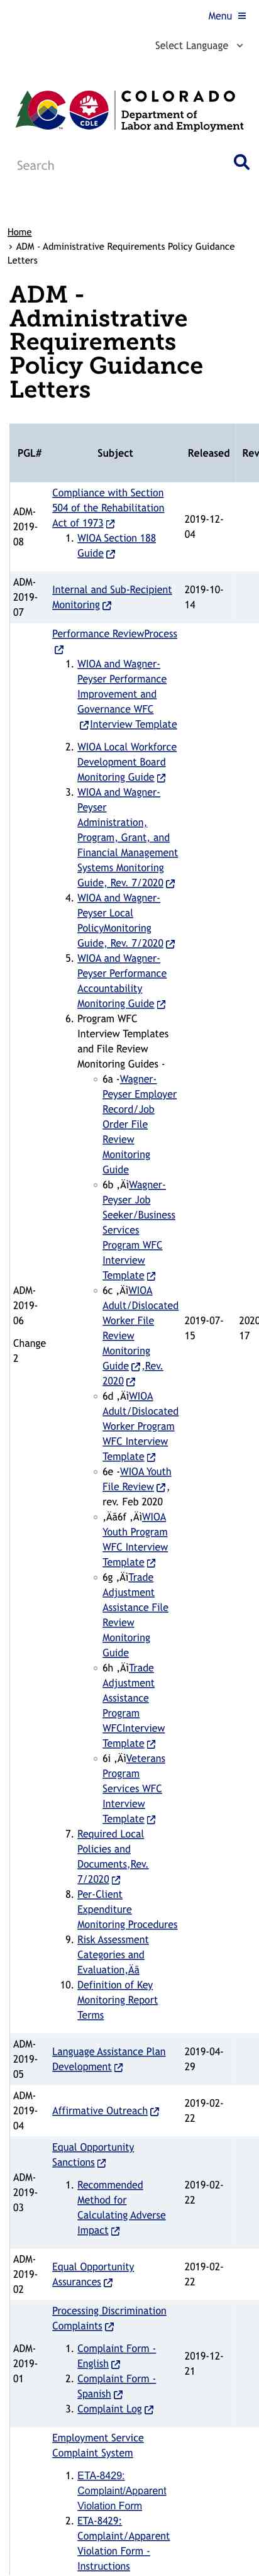 Menu
Select Language
COLORADO
Department of
Labor and Employment
CDLE
Search
Home
› ADM - Administrative Requirements Policy Guidance
Letters
ADM -
Administrative
Requirements
Policy Guidance
Letters
PGL# Subject Released Rev
ADM-
2019-
08
Compliance with Section
504 of the Rehabilitation
Act of 1973
1. WIOA Section 188
Guide
2019-12-
04
ADM-
2019-
07
Internal and Sub-Recipient
Monitoring
2019-10-
14
ADM-
2019-
06
Change
2
Performance ReviewProcess
1. WIOA and Wagner-
Peyser Performance
Improvement and
Governance WFC
Interview Template
2. WIOA Local Workforce
Development Board
Monitoring Guide
3. WIOA and Wagner-
Peyser
Administration,
Program, Grant, and
Financial Management
Systems Monitoring
Guide, Rev. 7/2020
4. WIOA and Wagner-
Peyser Local
PolicyMonitoring
Guide, Rev. 7/2020
5. WIOA and Wagner-
Peyser Performance
Accountability
Monitoring Guide
6. Program WFC
Interview Templates
and File Review
Monitoring Guides -
◦ 6a -Wagner-
Peyser Employer
Record/Job
Order File
Review
Monitoring
Guide
◦ 6b ‚ÄìWagner-
Peyser Job
Seeker/Business
Services
Program WFC
Interview
Template
◦ 6c ‚ÄìWIOA
Adult/Dislocated
Worker File
Review
Monitoring
Guide ,Rev.
2020
◦ 6d ‚ÄìWIOA
Adult/Dislocated
Worker Program
WFC Interview
Template
◦ 6e -WIOA Youth
File Review ,
rev. Feb 2020
◦ ‚Äã6f ‚ÄìWIOA
Youth Program
WFC Interview
Template
◦ 6g ‚ÄìTrade
Adjustment
Assistance File
Review
Monitoring
Guide
◦ 6h ‚ÄìTrade
Adjustment
Assistance
Program
WFCInterview
Template
◦ 6i ‚ÄìVeterans
Program
Services WFC
Interview
Template
7. Required Local
Policies and
Documents,Rev.
7/2020
8. Per-Client
Expenditure
Monitoring Procedures
9. Risk Assessment
Categories and
Evaluation‚Äã
10. Definition of Key
Monitoring Report
Terms
2019-07-
15
2020
17
ADM-
2019-
05
Language Assistance Plan
Development
2019-04-
29
ADM-
2019-
04
Affirmative Outreach
2019-02-
22
ADM-
2019-
03
Equal Opportunity
Sanctions
1. Recommended
Method for
Calculating Adverse
Impact
2019-02-
22
ADM-
2019-
02
Equal Opportunity
Assurances
2019-02-
22
ADM-
2019-
01
Processing Discrimination
Complaints
1. Complaint Form -
English
2. Complaint Form -
Spanish
3. Complaint Log
2019-12-
21
Employment Service
Complaint System
1. ETA-8429:
Complaint/Apparent
Violation Form
2. ETA-8429:
Complaint/Apparent
Violation Form -
Instructions